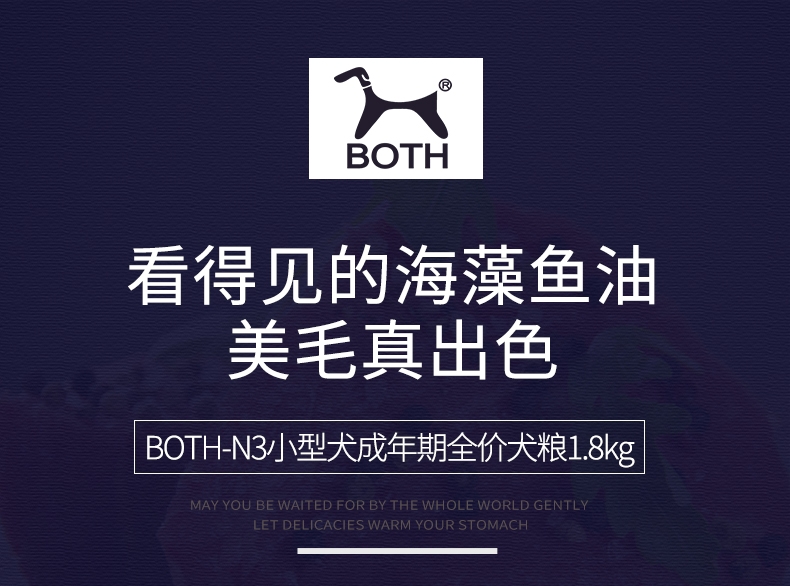 ®
BOTH
看得见的海藻鱼油
美毛真出色
BOTH-N3小型犬成年期全价犬粮1.8kg
MAY YOU BE WAITED FOR BY THE WHOLE WORLD GENTLY
LET DELICACIES WARM YOUR STOMACH